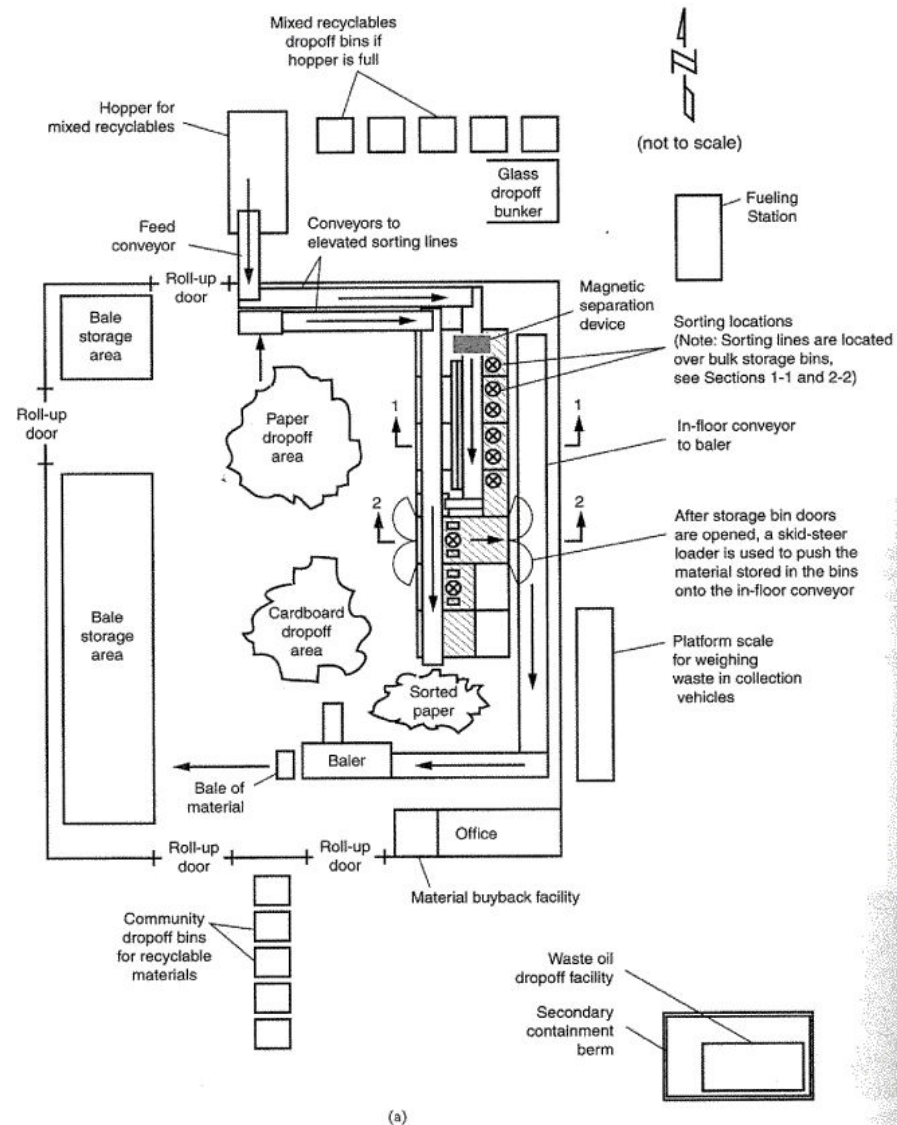 Mixed recyclables
dropoff bins if
hopper is full
Hopper for
mixed recyclables
N
(not to scale)
Glass
dropoff
bunker
Fueling
Station
Feed
conveyor
Conveyors to
elevated sorting lines
Roll-up
door
Magnetic
separation
device
Bale
storage
area
Sorting locations
(Note: Sorting lines are located
over bulk storage bins,
see Sections 1-1 and 2-2)
Roll-up
door
Paper
dropoff
area
1
1
In-floor conveyor
to baler
2
2
After storage bin doors
are opened, a skid-steer
loader is used to push the
material stored in the bins
onto the in-floor conveyor
Bale
storage
area
Cardboard
dropoff
area
Platform scale
for weighing
waste in collection
vehicles
Sorted
paper
Baler
Bale of
material
Office
Roll-up
door
Roll-up
door
Material buyback facility
Community
dropoff bins
for recyclable
materials
Waste oil
dropoff facility
Secondary
containment
berm
(a)